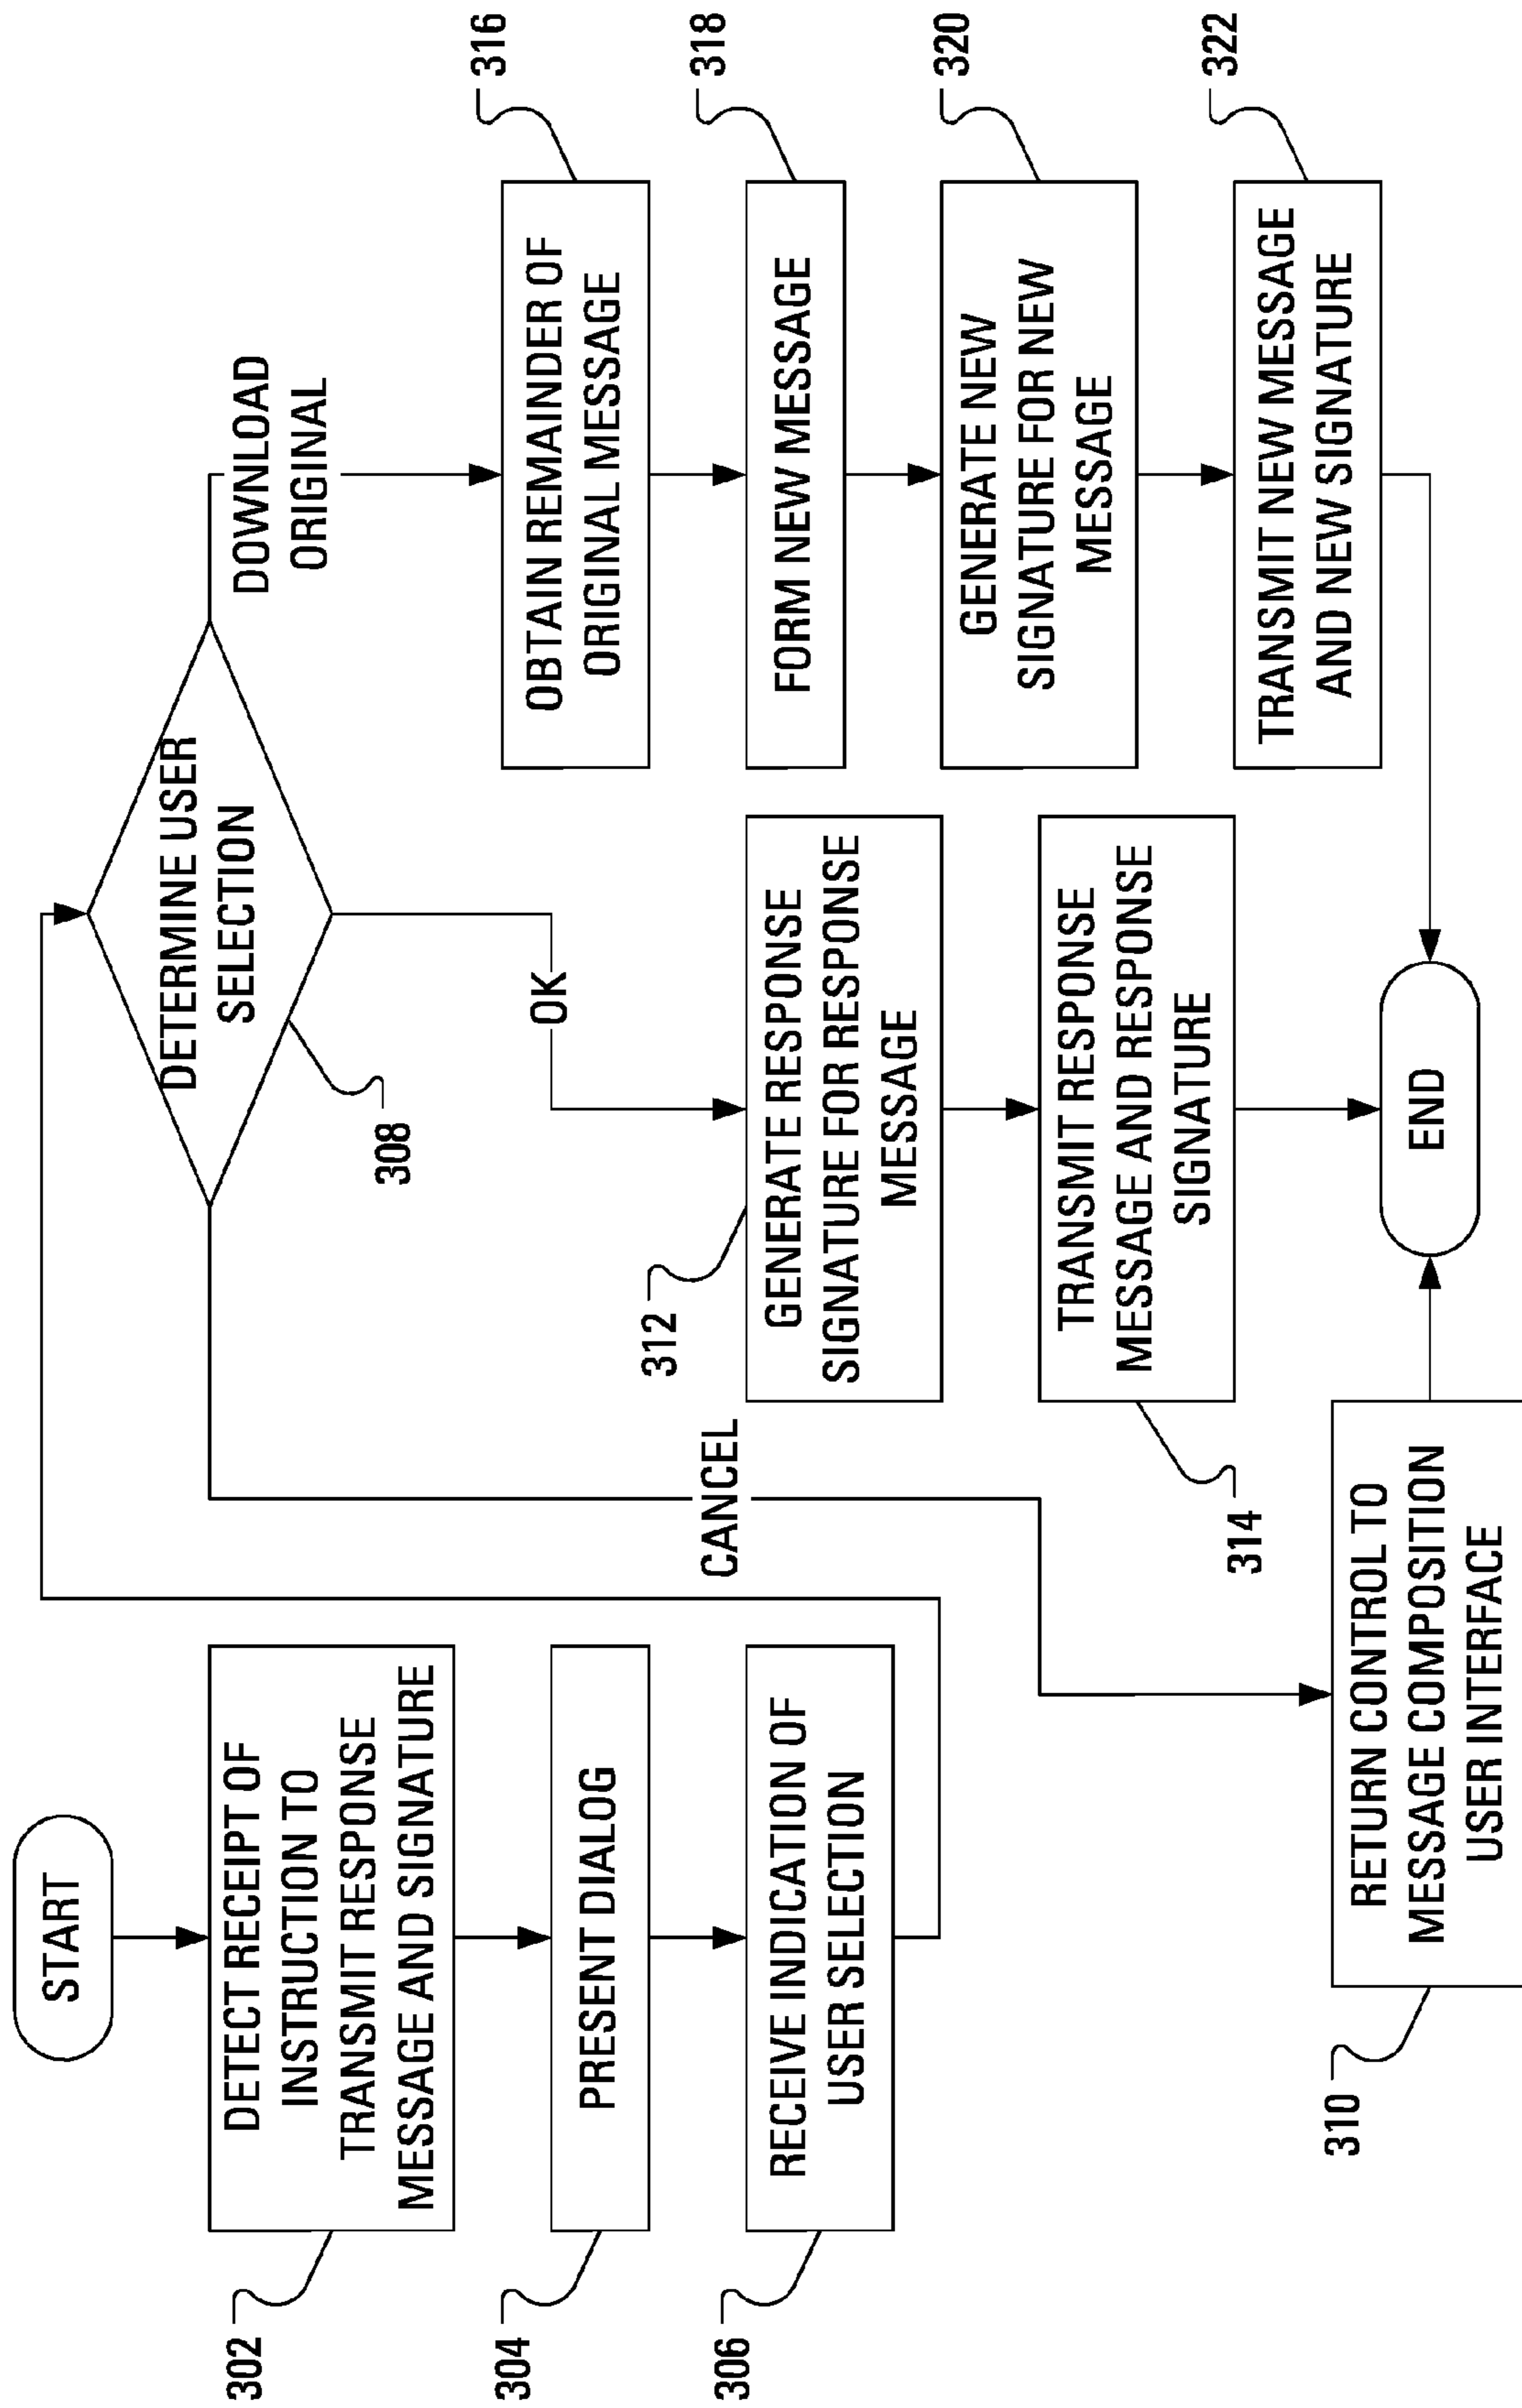 START
302
DETECT RECEIPT OF
INSTRUCTION TO
TRANSMIT RESPONSE
MESSAGE AND SIGNATURE
304
PRESENT DIALOG
306
RECEIVE INDICATION OF
USER SELECTION
DETERMINE USER
SELECTION
308
CANCEL
310
RETURN CONTROL TO
MESSAGE COMPOSITION
USER INTERFACE
OK
312
GENERATE RESPONSE
SIGNATURE FOR RESPONSE
MESSAGE
314
TRANSMIT RESPONSE
MESSAGE AND RESPONSE
SIGNATURE
DOWNLOAD
ORIGINAL
316
OBTAIN REMAINDER OF
ORIGINAL MESSAGE
318
FORM NEW MESSAGE
320
GENERATE NEW
SIGNATURE FOR NEW
MESSAGE
322
TRANSMIT NEW MESSAGE
AND NEW SIGNATURE
END